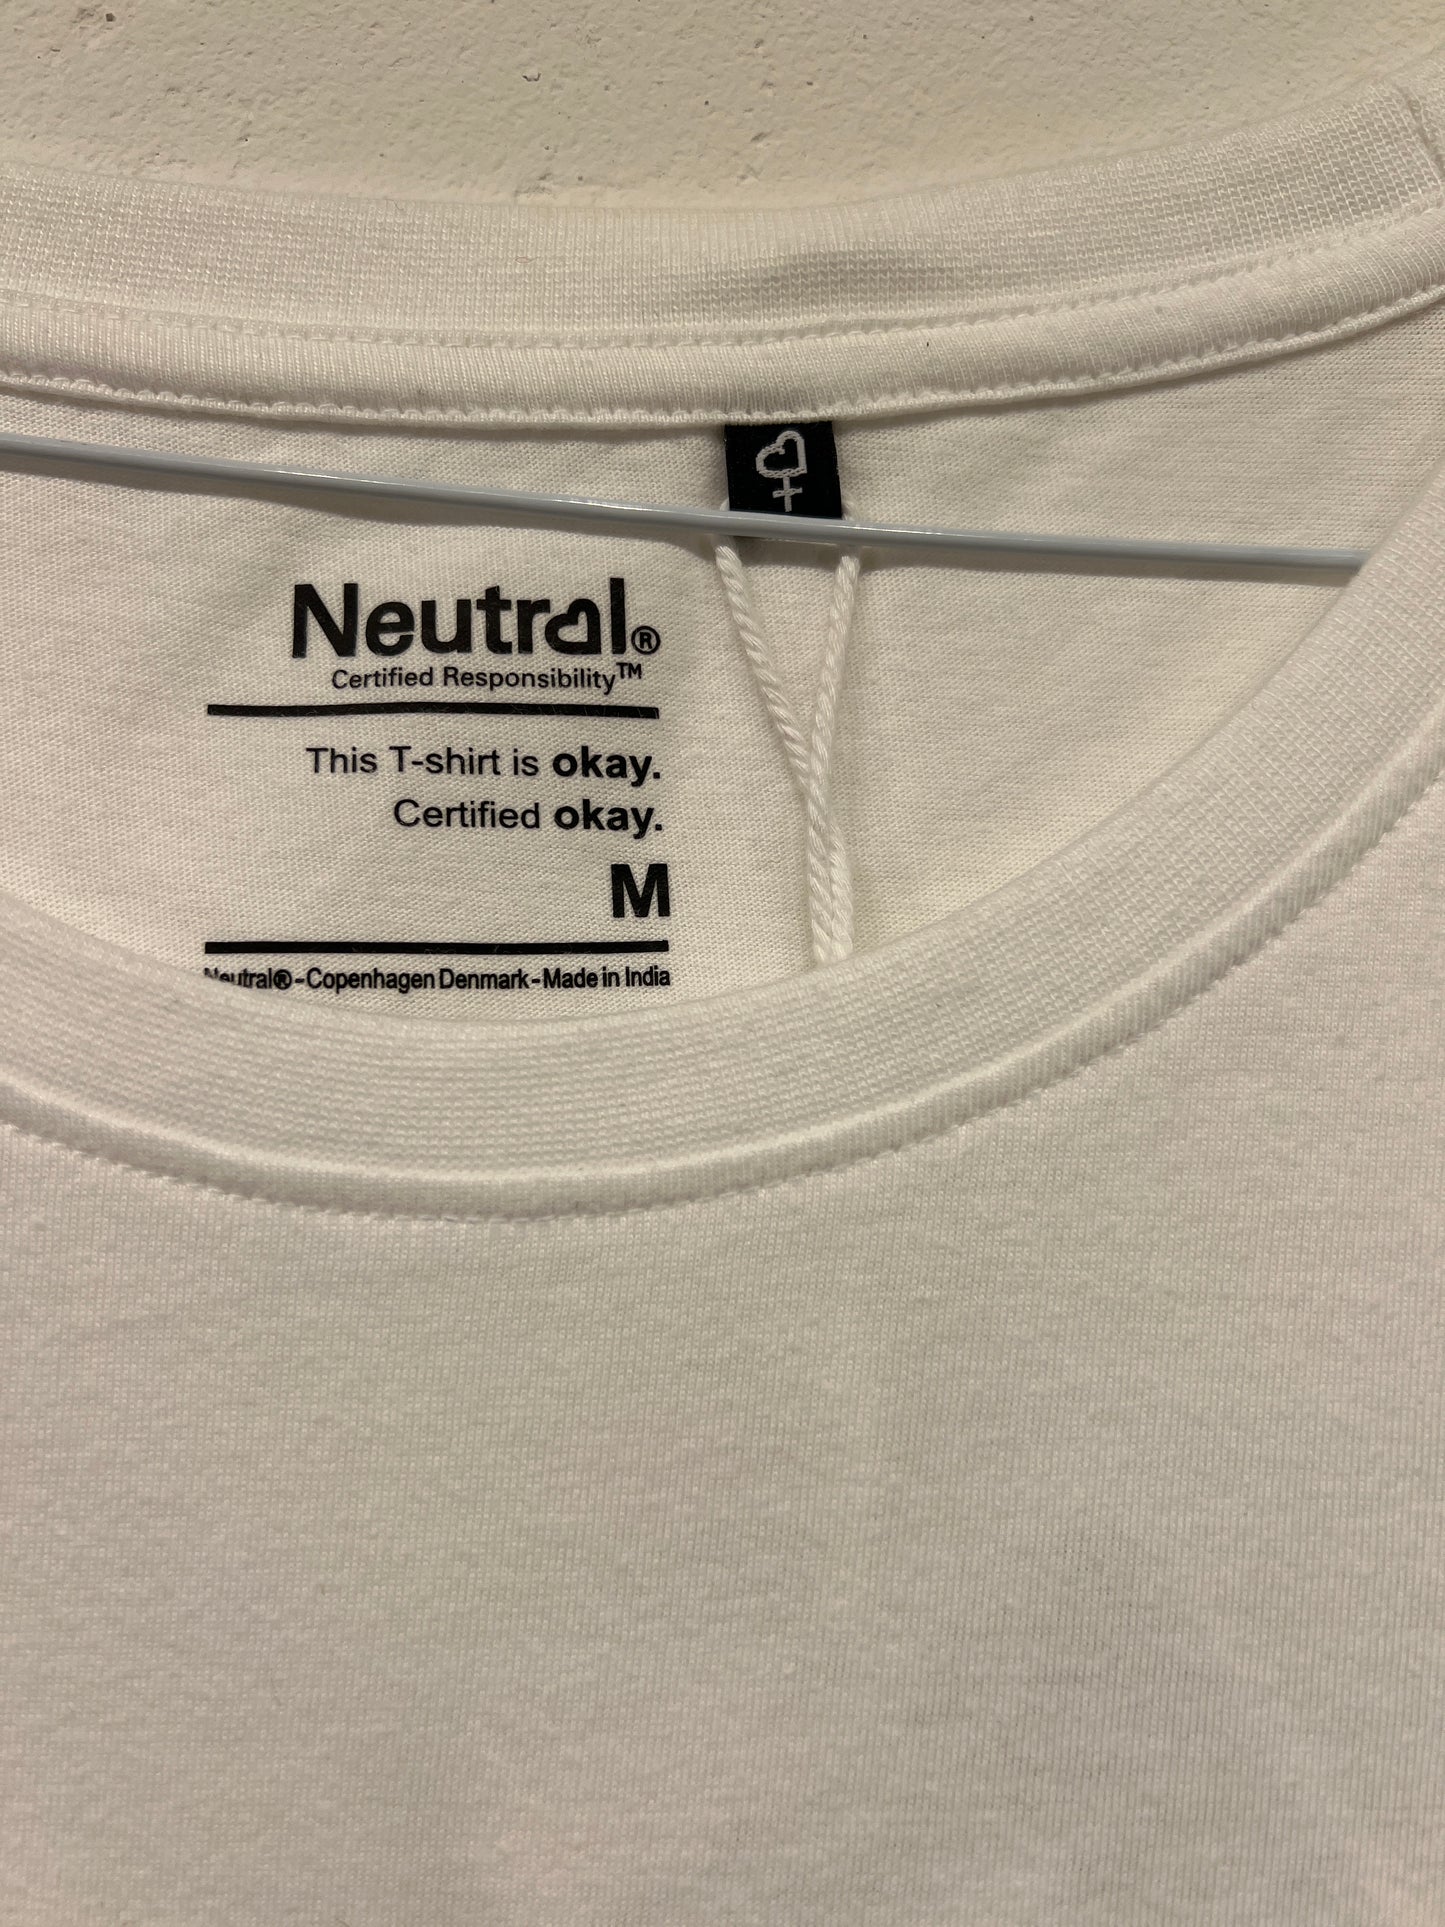 Neutral®
Certified Responsibility™
This T-shirt is okay.
Certified okay.
M
Neutral®-Copenhagen Denmark-Made in India